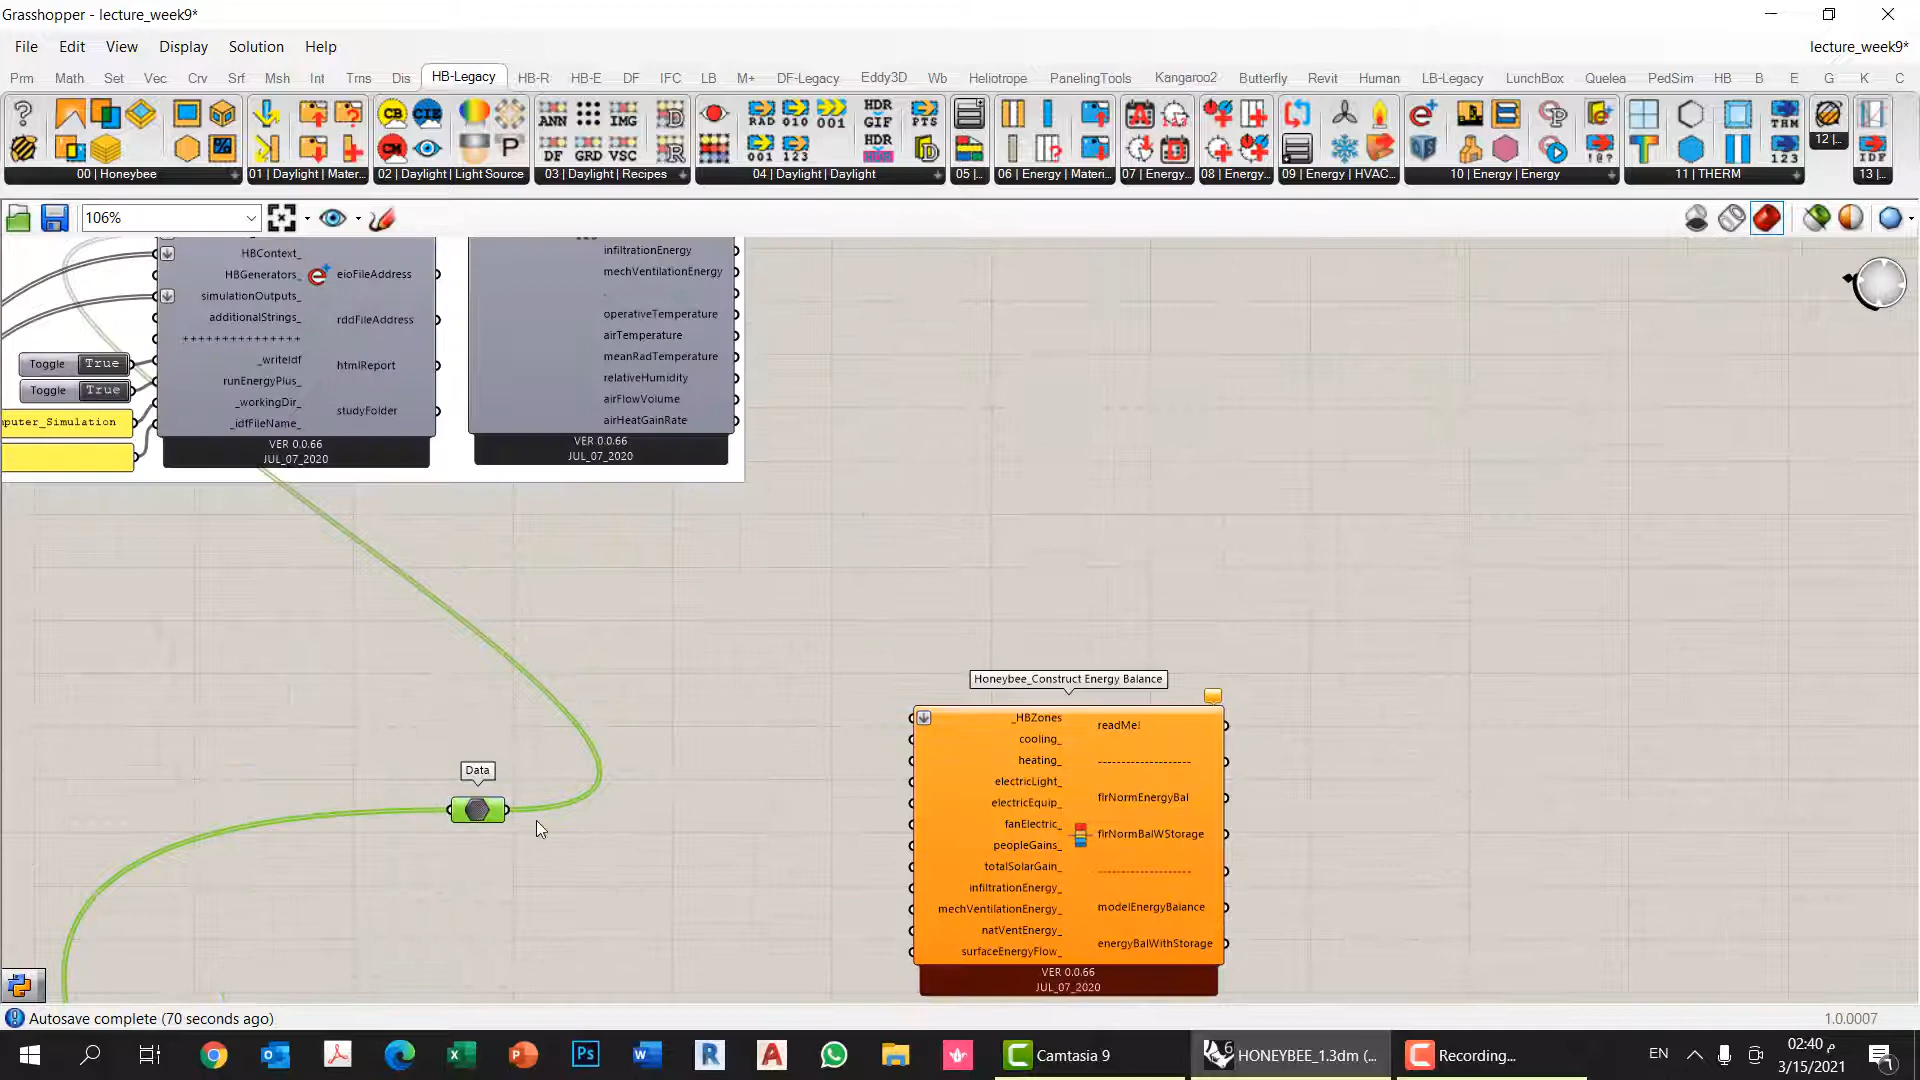 Grasshopper - lecture_week9*
File Edit View Display Solution Help
lecture_week9*
Prm Math Set Vec Crv Srf Msh Int Trns Dis HB-Legacy HB-R HB-E DF IFC LB M+ DF-Legacy Eddy3D Wb Heliotrope PanelingTools Kangaroo2 Butterfly Revit Human LB-Legacy LunchBox Quelea PedSim HB B E G K C
00 | Honeybee
01 | Daylight | Mater...
02 | Daylight | Light Source
03 | Daylight | Recipes
04 | Daylight | Daylight
05 |...
06 | Energy | Materi...
07 | Energy...
08 | Energy...
09 | Energy | HVAC...
10 | Energy | Energy
11 | THERM
12 |...
13 |...
106%
HBContext_
HBGenerators_
simulationOutputs_
additionalStrings_
+++++++++++++++
_writeIdf
runEnergyPlus_
_workingDir_
_idfFileName_
eioFileAddress
rddFileAddress
htmlReport
studyFolder
VER 0.0.66
JUL_07_2020
Toggle True
Toggle True
mputer_Simulation
infiltrationEnergy
mechVentilationEnergy
.
operativeTemperature
airTemperature
meanRadTemperature
relativeHumidity
airFlowVolume
airHeatGainRate
VER 0.0.66
JUL_07_2020
Data
Honeybee_Construct Energy Balance
_HBZones
cooling_
heating_
electricLight_
electricEquip_
fanElectric_
peopleGains_
totalSolarGain_
infiltrationEnergy_
mechVentilationEnergy_
natVentEnergy_
surfaceEnergyFlow_
readMe!
--------------------
flrNormEnergyBal
flrNormBalWStorage
--------------------
modelEnergyBalance
energyBalWithStorage
VER 0.0.66
JUL_07_2020
Autosave complete (70 seconds ago)
1.0.0007
Camtasia 9
HONEYBEE_1.3dm (...
Recording...
EN
02:40 م
3/15/2021